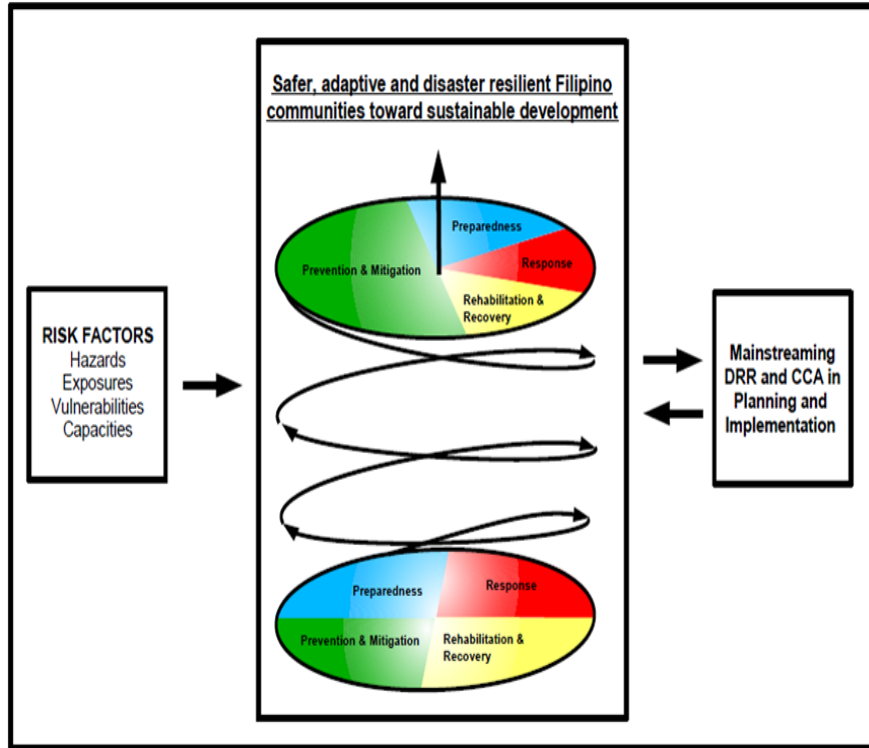 Safer, adaptive and disaster resilient Filipino
communities toward sustainable development
Preparedness
Prevention & Mitigation
Response
Rehabilitation &
Recovery
RISK FACTORS
Hazards
Exposures
Vulnerabilities
Capacities
Mainstreaming
DRR and CCA in
Planning and
Implementation
Preparedness
Response
Prevention & Mitigation
Rehabilitation &
Recovery